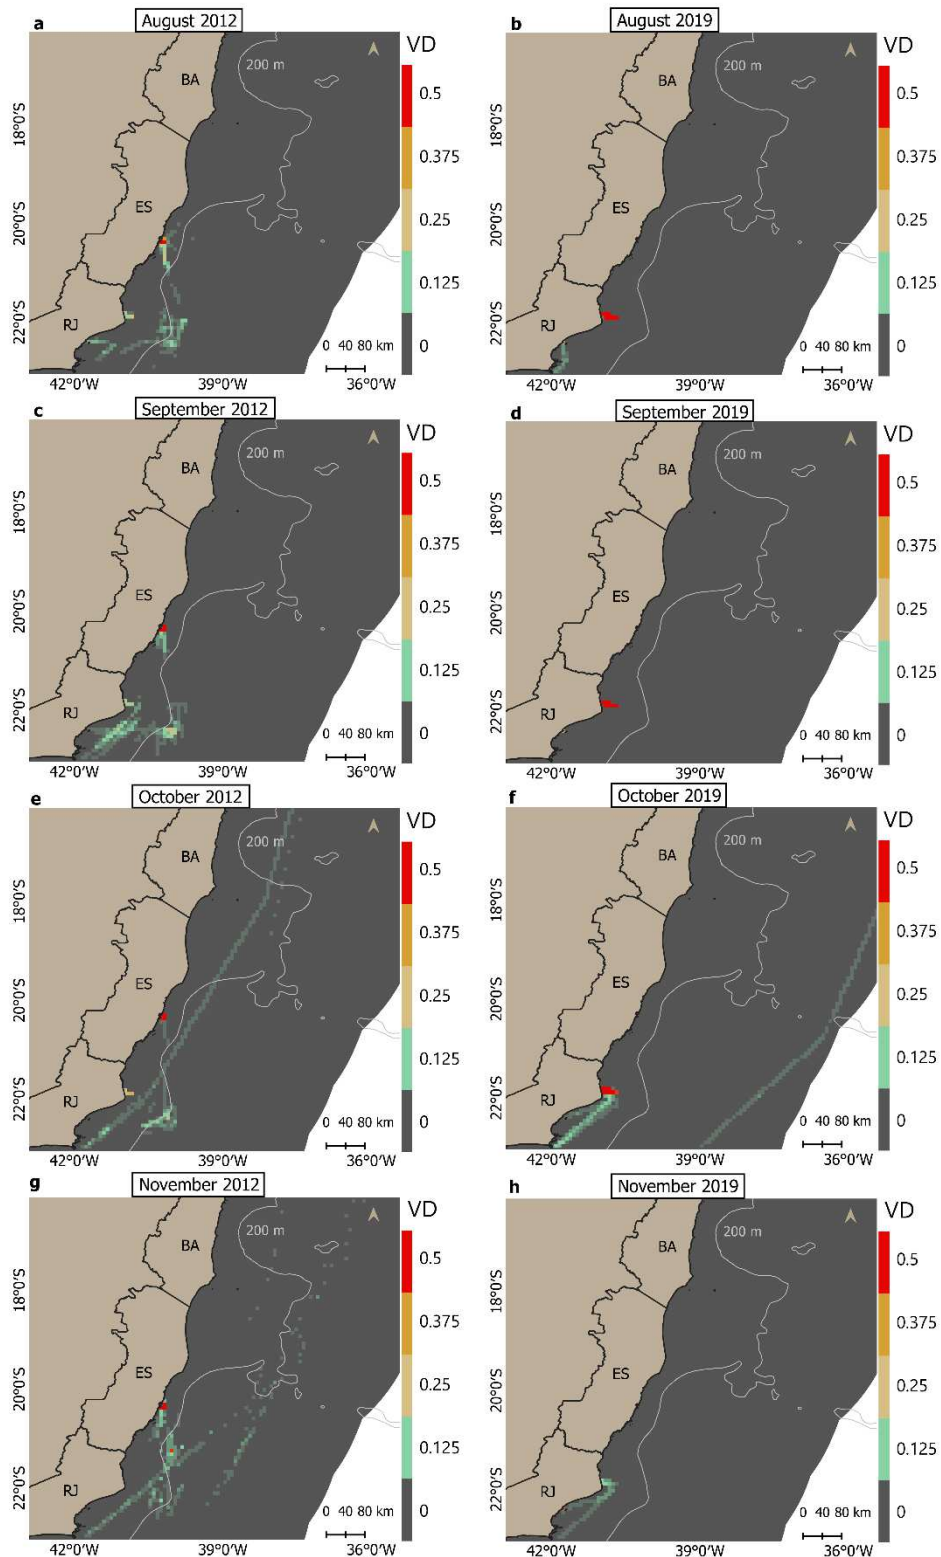 a August 2012
VD
200 m
BA
ES
RJ
18°0'S
20°0'S
22°0'S
0.5
0.375
0.25
0.125
0
0 40 80 km
42°0'W 39°0'W 36°0'W
b August 2019
VD
200 m
BA
ES
RJ
18°0'S
20°0'S
22°0'S
0.5
0.375
0.25
0.125
0
0 40 80 km
42°0'W 39°0'W 36°0'W
c September 2012
VD
200 m
BA
ES
RJ
18°0'S
20°0'S
22°0'S
0.5
0.375
0.25
0.125
0
0 40 80 km
42°0'W 39°0'W 36°0'W
d September 2019
VD
200 m
BA
ES
RJ
18°0'S
20°0'S
22°0'S
0.5
0.375
0.25
0.125
0
0 40 80 km
42°0'W 39°0'W 36°0'W
e October 2012
VD
200 m
BA
ES
RJ
18°0'S
20°0'S
22°0'S
0.5
0.375
0.25
0.125
0
0 40 80 km
42°0'W 39°0'W 36°0'W
f October 2019
VD
200 m
BA
ES
RJ
18°0'S
20°0'S
22°0'S
0.5
0.375
0.25
0.125
0
0 40 80 km
42°0'W 39°0'W 36°0'W
g November 2012
VD
200 m
BA
ES
RJ
18°0'S
20°0'S
22°0'S
0.5
0.375
0.25
0.125
0
0 40 80 km
42°0'W 39°0'W 36°0'W
h November 2019
VD
200 m
BA
ES
RJ
18°0'S
20°0'S
22°0'S
0.5
0.375
0.25
0.125
0
0 40 80 km
42°0'W 39°0'W 36°0'W